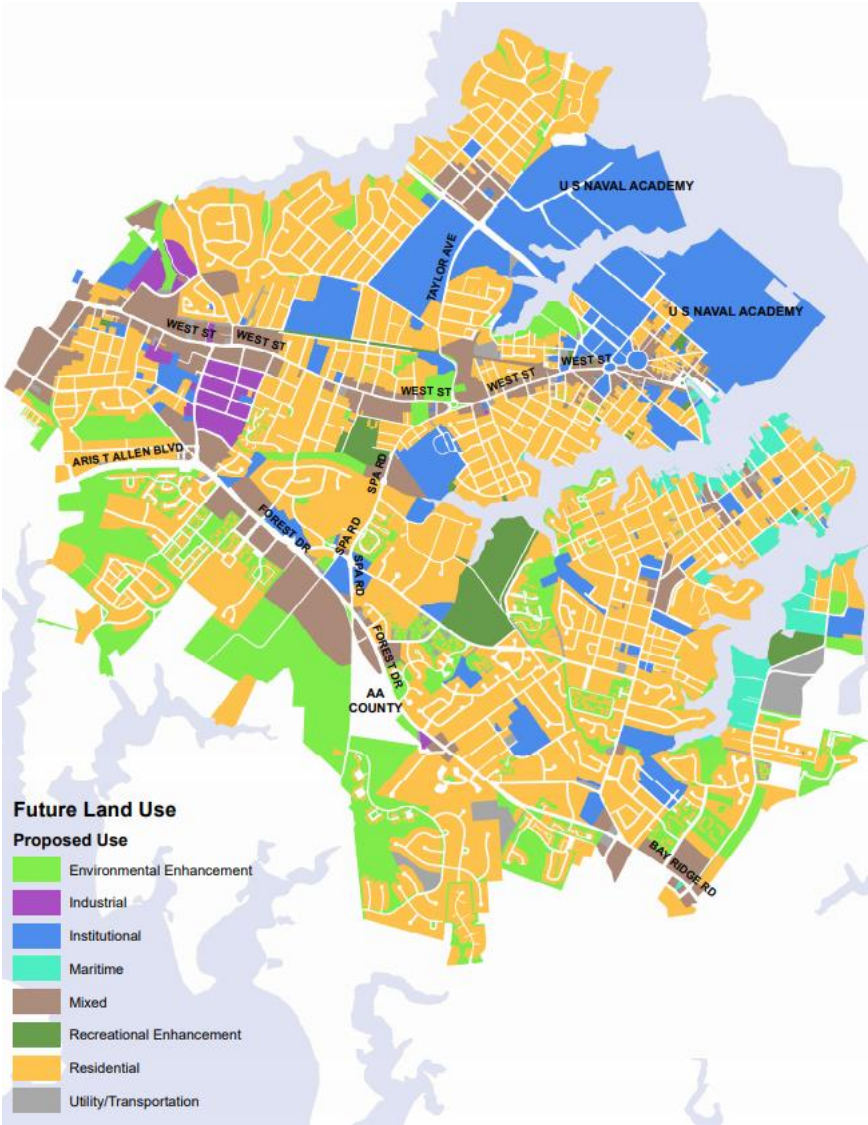 U S NAVAL ACADEMY
TAYLOR AVE
U S NAVAL ACADEMY
WEST ST
WEST ST
WEST ST
WEST ST
WEST ST
ARIS T ALLEN BLVD
SPA RD
FOREST DR
SPA RD
SPA RD
FOREST DR
AA
COUNTY
BAY RIDGE RD
Future Land Use
Proposed Use
Environmental Enhancement
Industrial
Institutional
Maritime
Mixed
Recreational Enhancement
Residential
Utility/Transportation